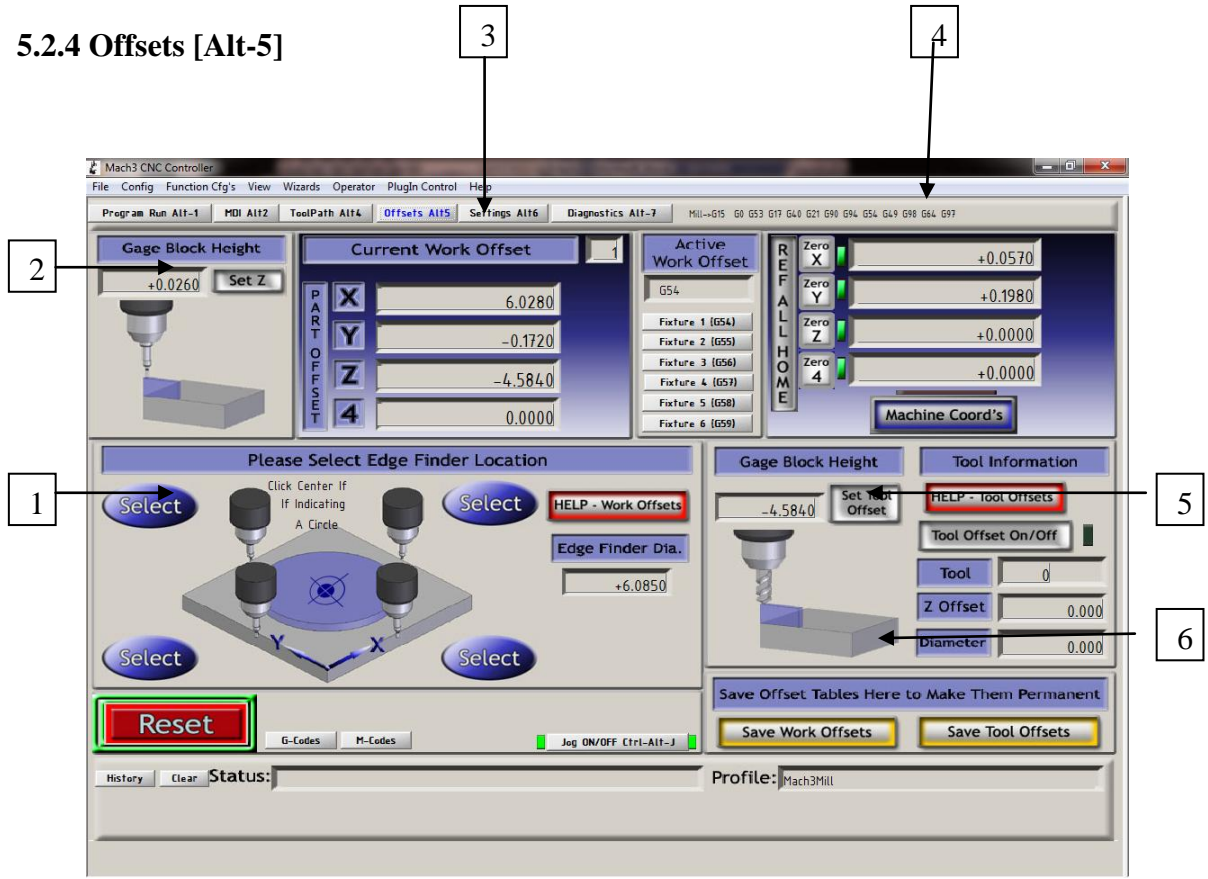 5.2.4 Offsets [Alt-5]
3
4
Mach3 CNC Controller
File Config Function Cfg's View Wizards Operator PlugIn Control Help
Program Run Alt-1 MDI Alt2 ToolPath Alt4 Offsets Alt5 Settings Alt6 Diagnostics Alt-7 Mill->G15 G0 G53 G17 G40 G21 G90 G94 G54 G49 G98 G64 G97
2
Gage Block Height
+0.0260 Set Z
Current Work Offset 1
PART OFFSET
X 6.0280
Y -0.1720
Z -4.5840
4 0.0000
Active
Work Offset
G54
Fixture 1 (G54)
Fixture 2 (G55)
Fixture 3 (G56)
Fixture 4 (G57)
Fixture 5 (G58)
Fixture 6 (G59)
REF ALL HOME
Zero X +0.0570
Zero Y +0.1980
Zero Z +0.0000
Zero 4 +0.0000
Machine Coord's
1
Please Select Edge Finder Location
Select
Click Center If
If Indicating
A Circle
Select
HELP - Work Offsets
Edge Finder Dia.
+6.0850
Y X
Select
Select
Gage Block Height
-4.5840
Set Tool
Offset
Tool Information
HELP - Tool Offsets
5
Tool Offset On/Off
Tool 0
Z Offset 0.000
Diameter 0.000
6
Reset
G-Codes M-Codes Jog ON/OFF Ctrl-Alt-J
Save Offset Tables Here to Make Them Permanent
Save Work Offsets Save Tool Offsets
History Clear Status:
Profile: Mach3Mill